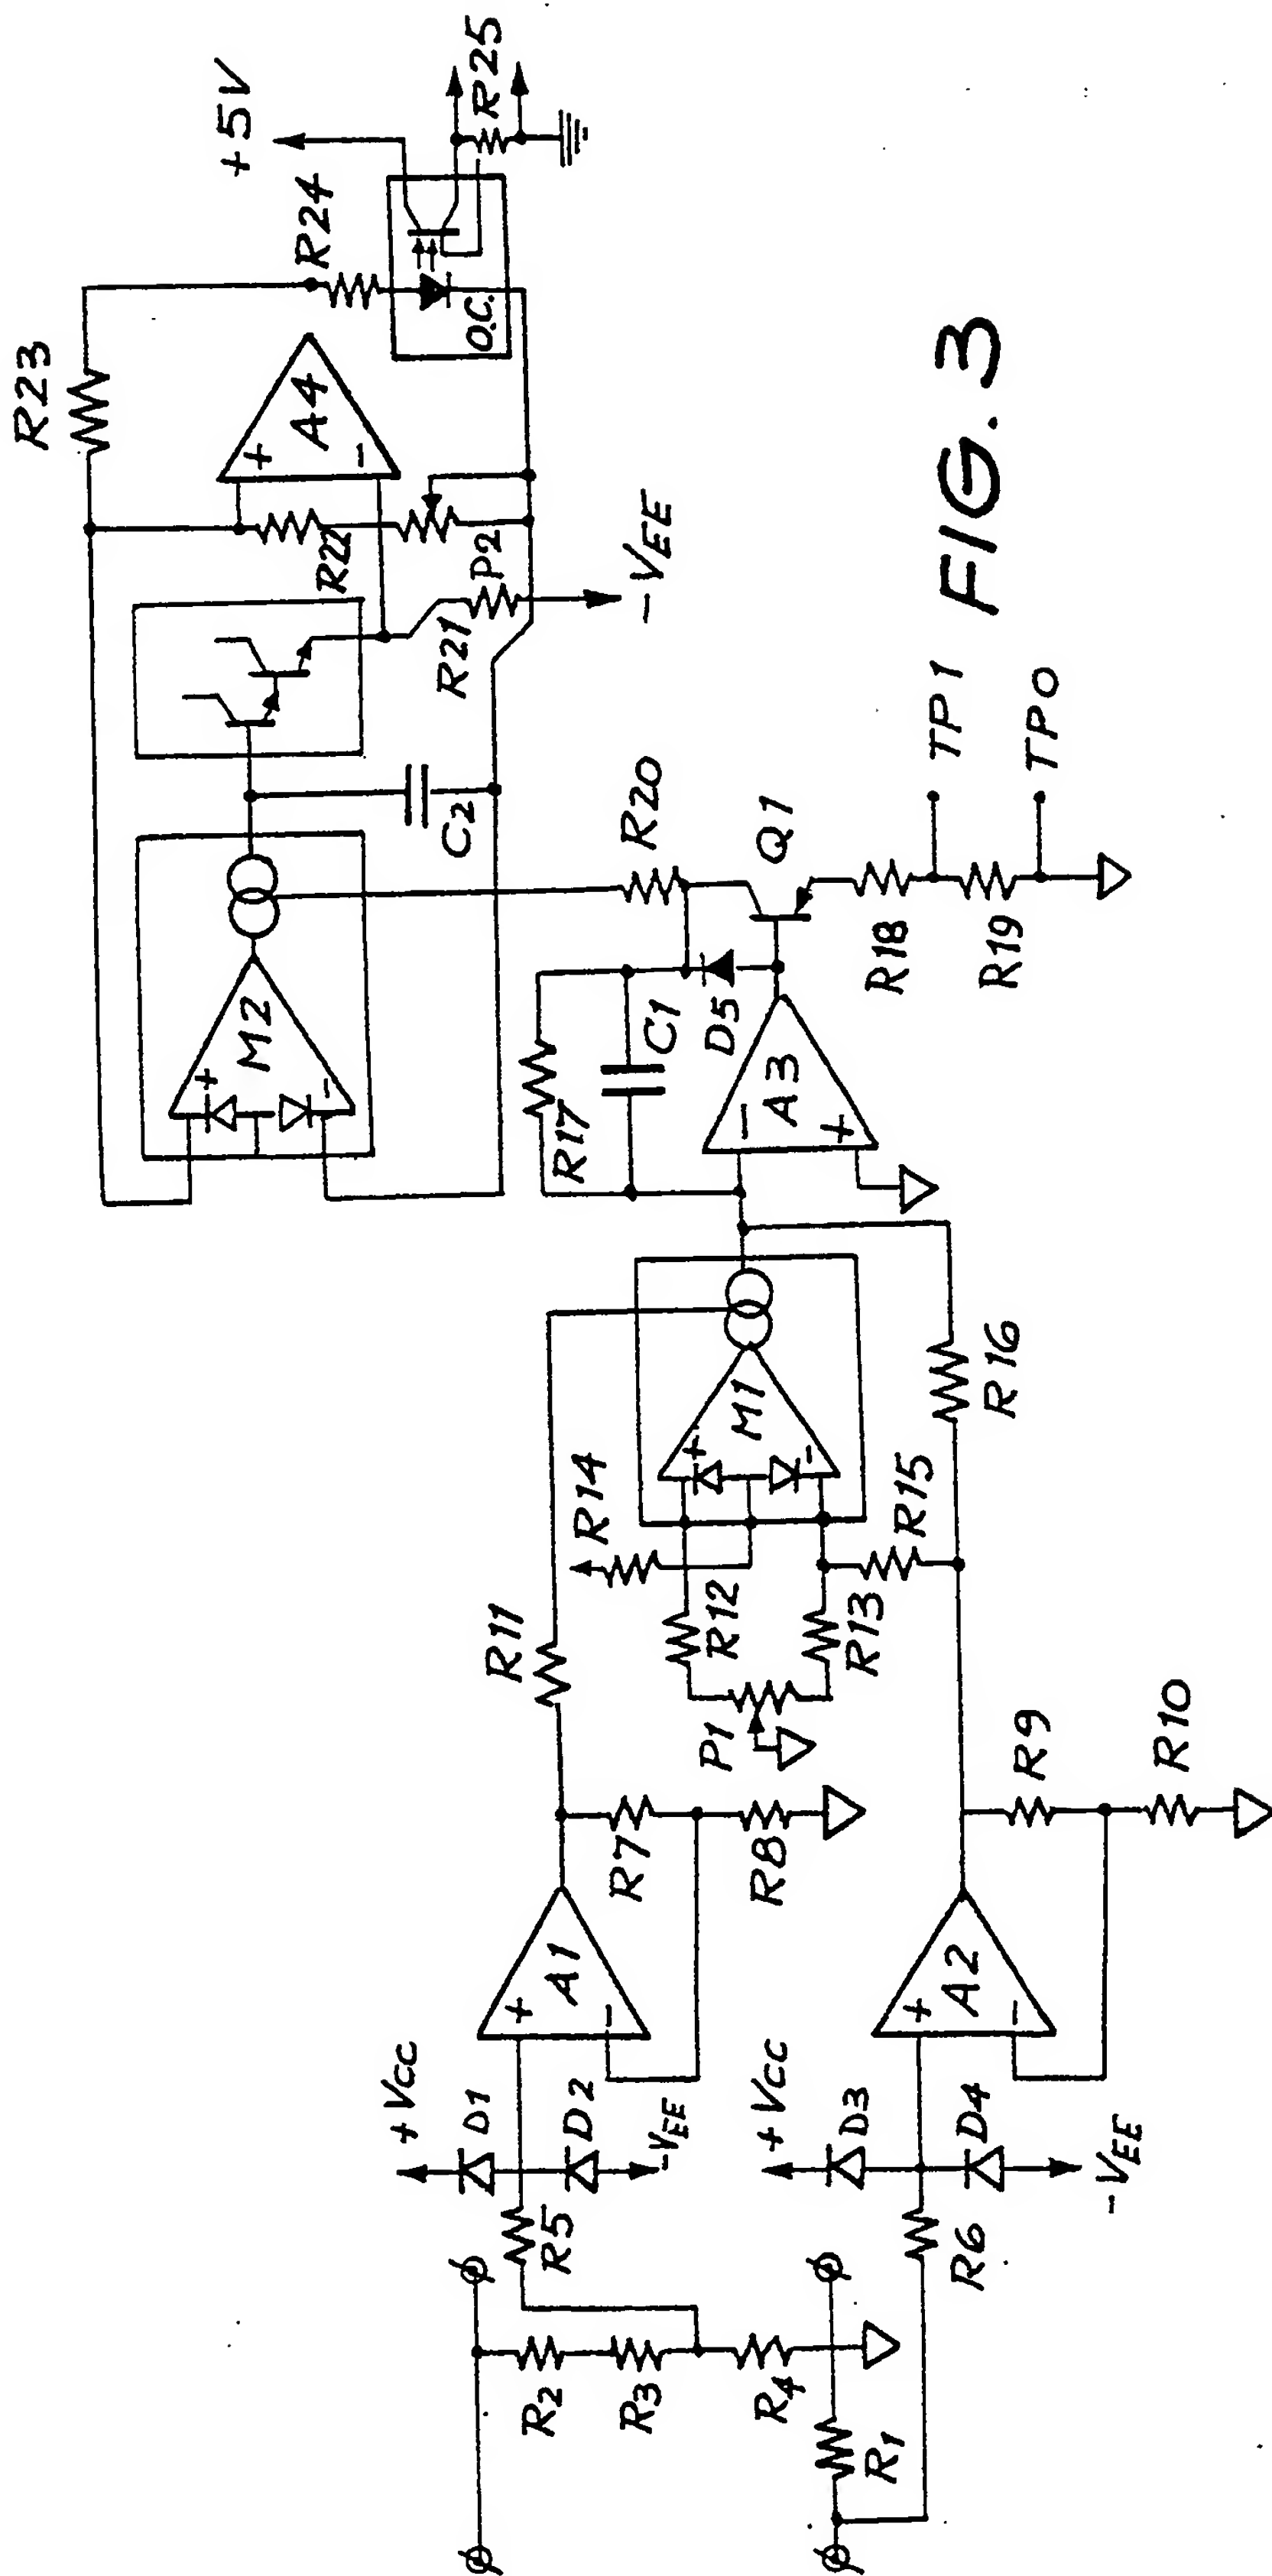 R23
+5V
R24
R25
O.C.
A4
+
-
R22
P2
R21
-VEE
M2
+
-
C2
R20
Q1
R18
R19
TP1
TP0
R17
C1
D5
A3
-
+
R11
R14
M1
+
-
R12
P1
R13
R15
R16
+VCC
D1
D2
-VEE
R5
A1
+
-
R7
R8
R2
R3
R4
R1
+VCC
D3
D4
-VEE
R6
A2
+
-
R9
R10
FIG. 3